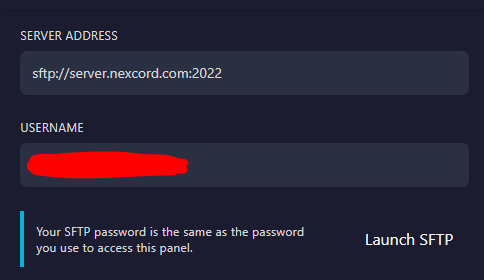 SERVER ADDRESS
sftp://server.nexcord.com:2022
USERNAME
Your SFTP password is the same as the password
you use to access this panel.
Launch SFTP